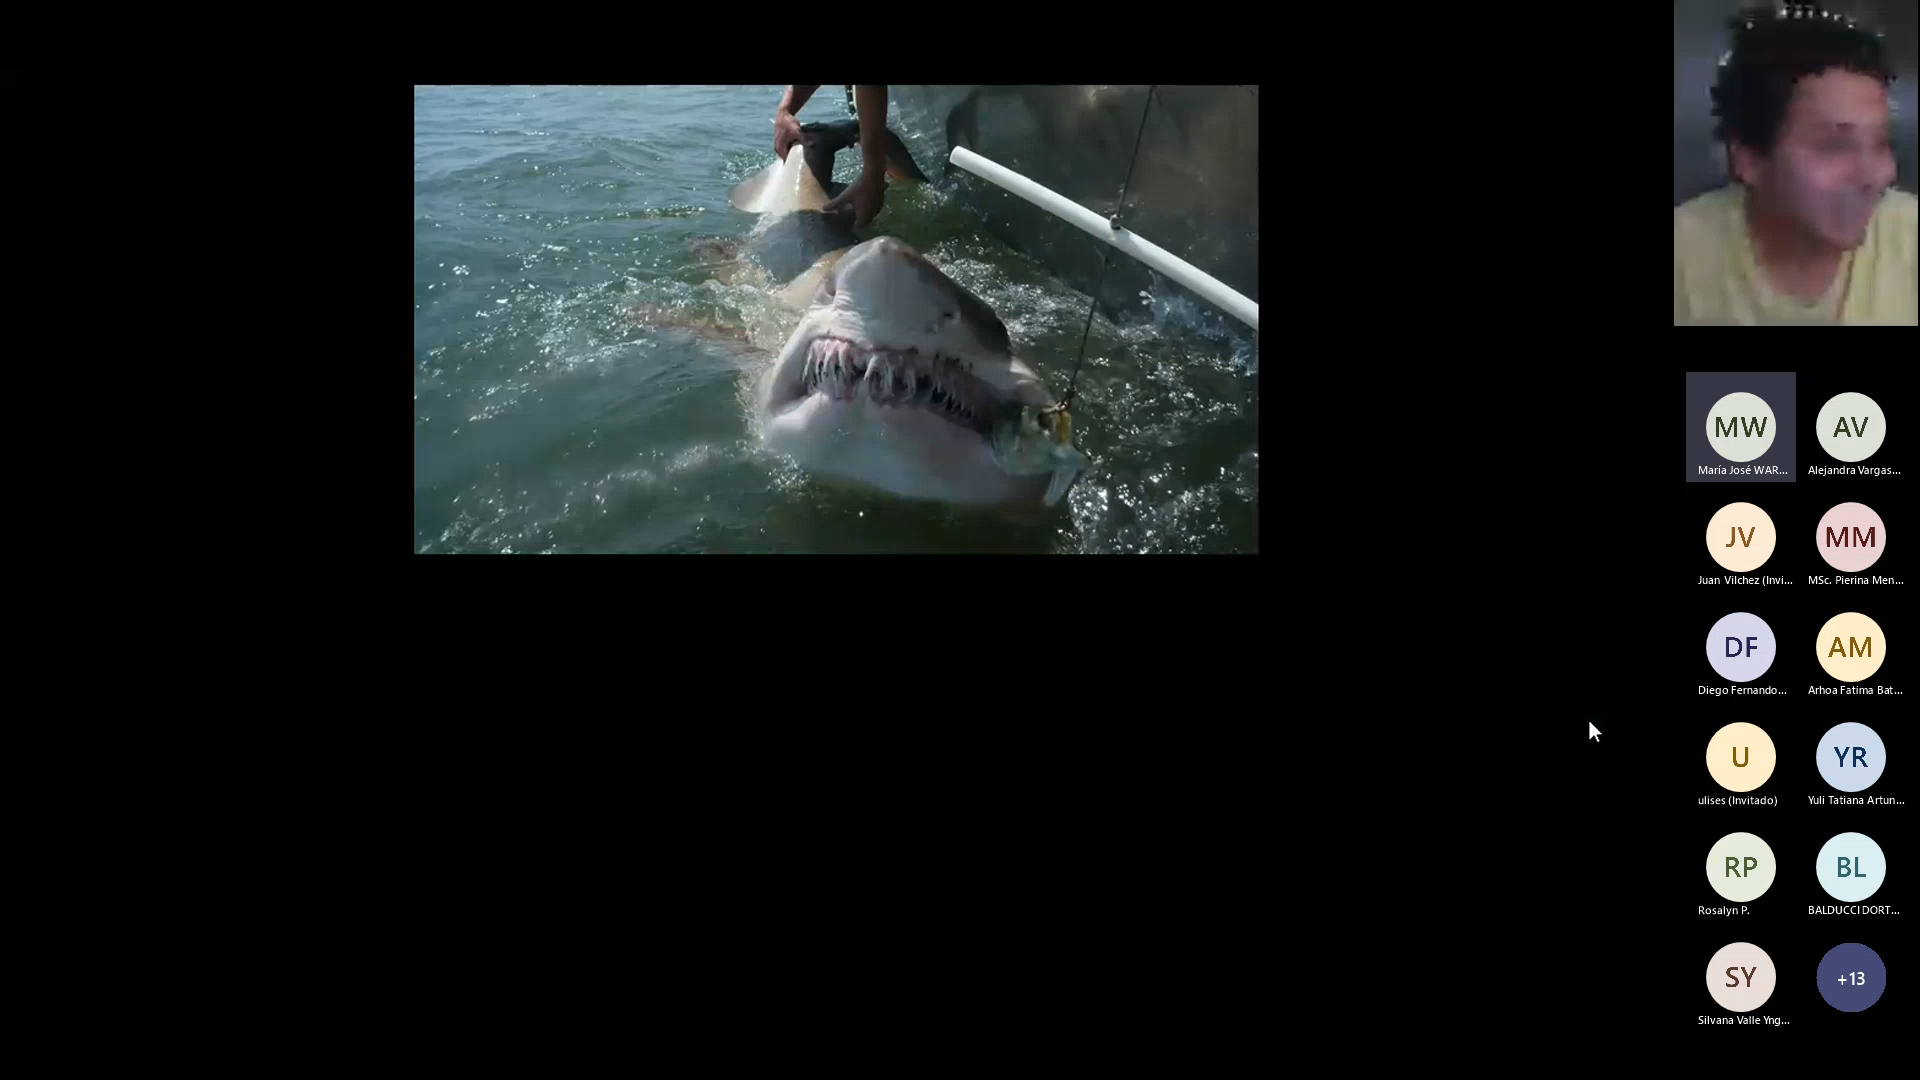 MW
AV
María José WAR...
Alejandra Vargas...
JV
MM
Juan Vilchez (Invi...
MSc. Pierina Men...
DF
AM
Diego Fernando...
Arhoa Fatima Bat...
U
YR
ulises (Invitado)
Yuli Tatiana Artun...
RP
BL
Rosalyn P.
BALDUCCI DORT...
SY
+13
Silvana Valle Yng...